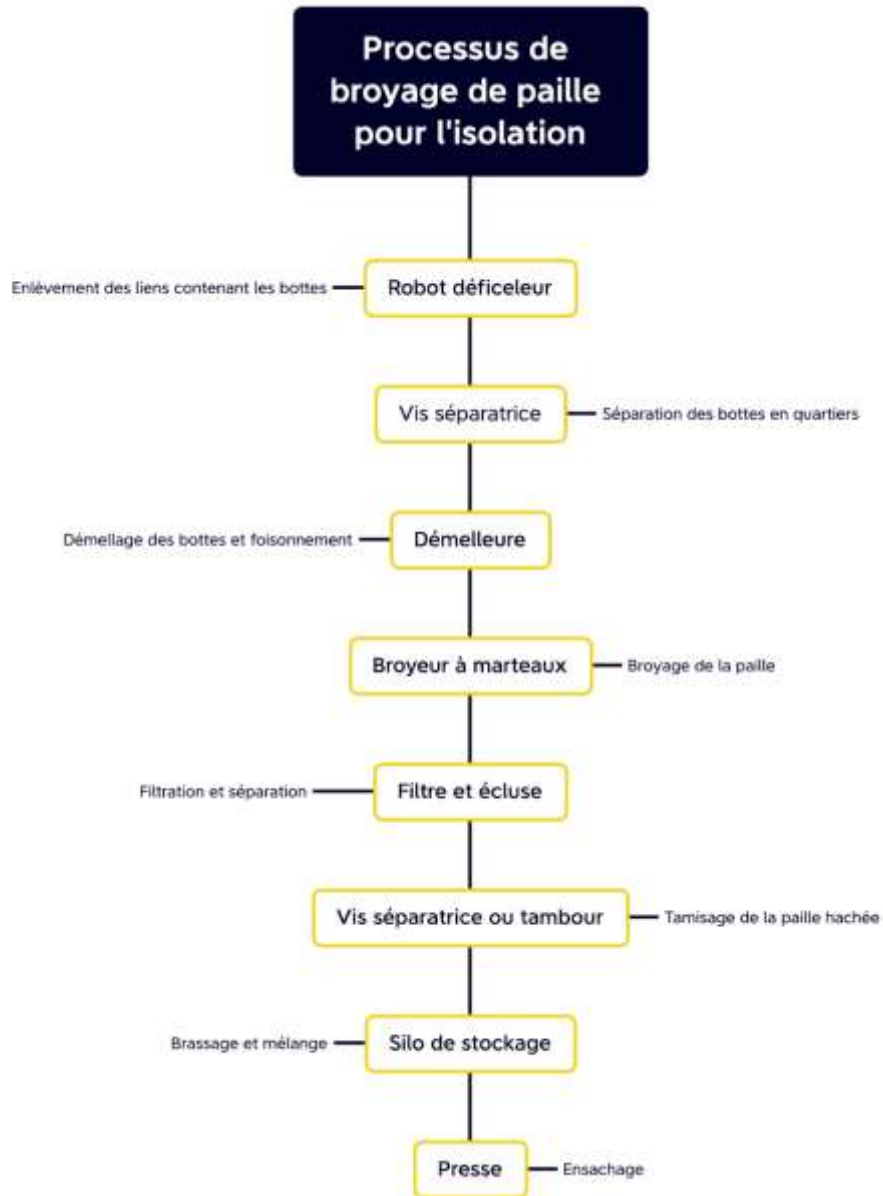 Processus de
broyage de paille
pour l'isolation
Enlèvement des liens contenant les bottes
Robot déficeleur
Vis séparatrice
Séparation des bottes en quartiers
Démellage des bottes et foisonnement
Démelleure
Broyeur à marteaux
Broyage de la paille
Filtration et séparation
Filtre et écluse
Vis séparatrice ou tambour
Tamisage de la paille hachée
Brassage et mélange
Silo de stockage
Presse
Ensachage